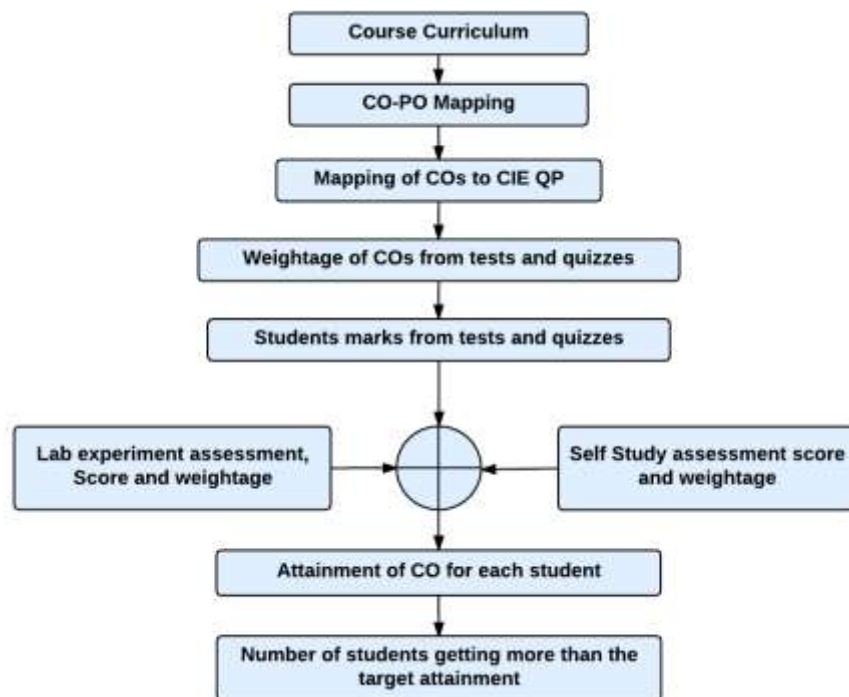 Course Curriculum
CO-PO Mapping
Mapping of COs to CIE QP
Weightage of COs from tests and quizzes
Students marks from tests and quizzes
Lab experiment assessment,
Score and weightage
Self Study assessment score
and weightage
Attainment of CO for each student
Number of students getting more than the
target attainment